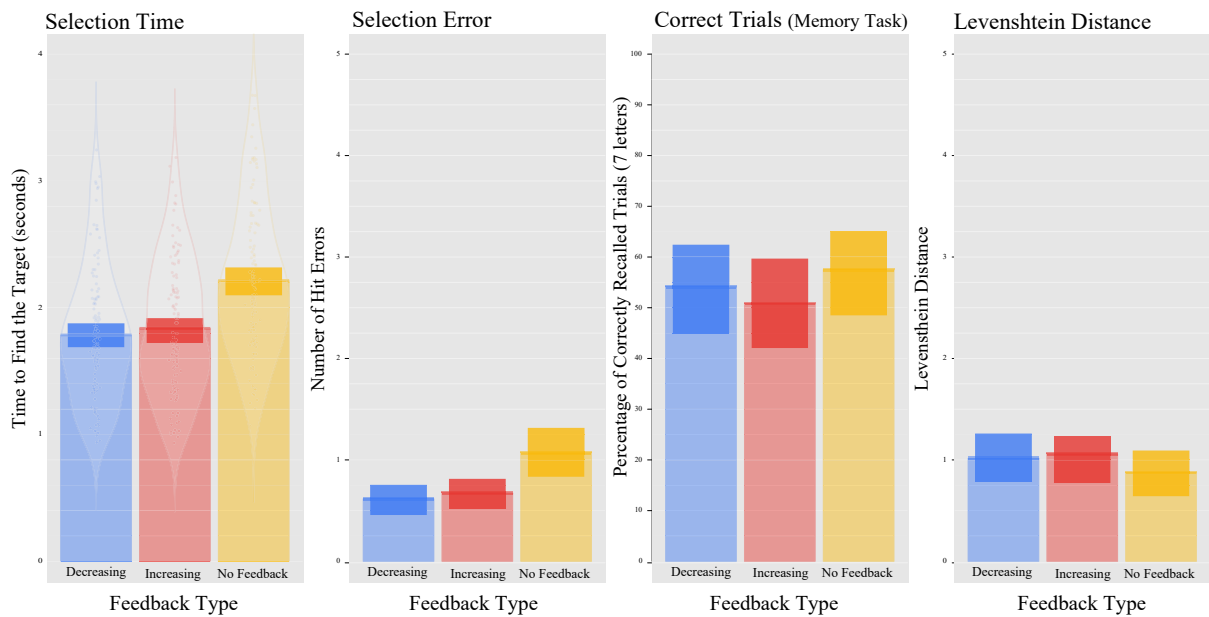 Selection Time
Time to Find the Target (seconds)
4
3
2
1
0
Decreasing Increasing No Feedback
Feedback Type
Selection Error
Number of Hit Errors
5
4
3
2
1
0
Decreasing Increasing No Feedback
Feedback Type
Correct Trials (Memory Task)
Percentage of Correctly Recalled Trials (7 letters)
100
90
80
70
60
50
40
30
20
10
0
Decreasing Increasing No Feedback
Feedback Type
Levenshtein Distance
Levensthein Distance
5
4
3
2
1
0
Decreasing Increasing No Feedback
Feedback Type